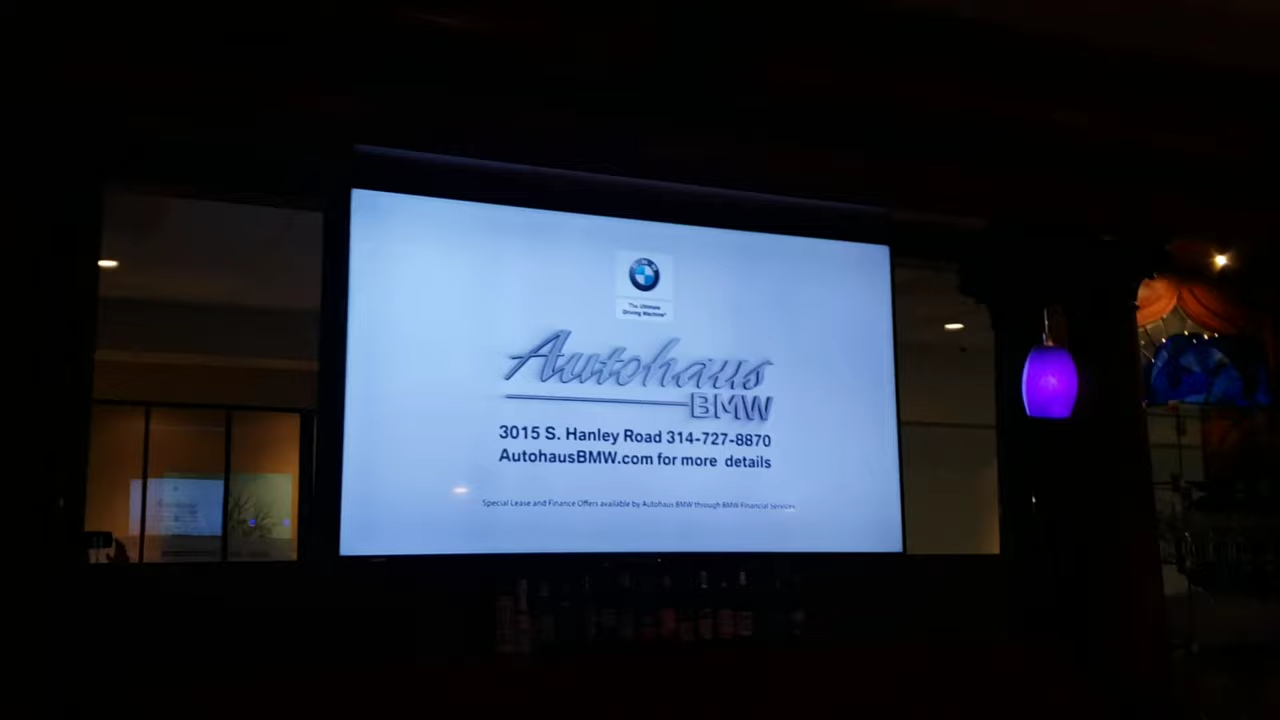 The Ultimate
Driving Machine®
Autohaus
BMW
3015 S. Hanley Road 314-727-8870
AutohausBMW.com for more details
Special Lease and Finance Offers available by Autohaus BMW through BMW Financial Services